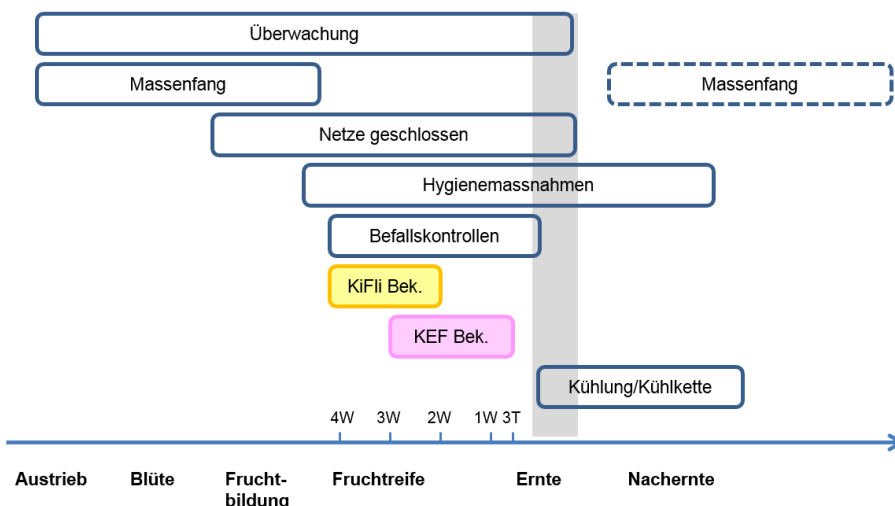 Überwachung
Massenfang
Massenfang
Netze geschlossen
Hygienemassnahmen
Befallskontrollen
KiFli Bek.
KEF Bek.
Kühlung/Kühlkette
4W 3W 2W 1W 3T
Austrieb Blüte Frucht- Fruchtreife Ernte Nachernte
bildung